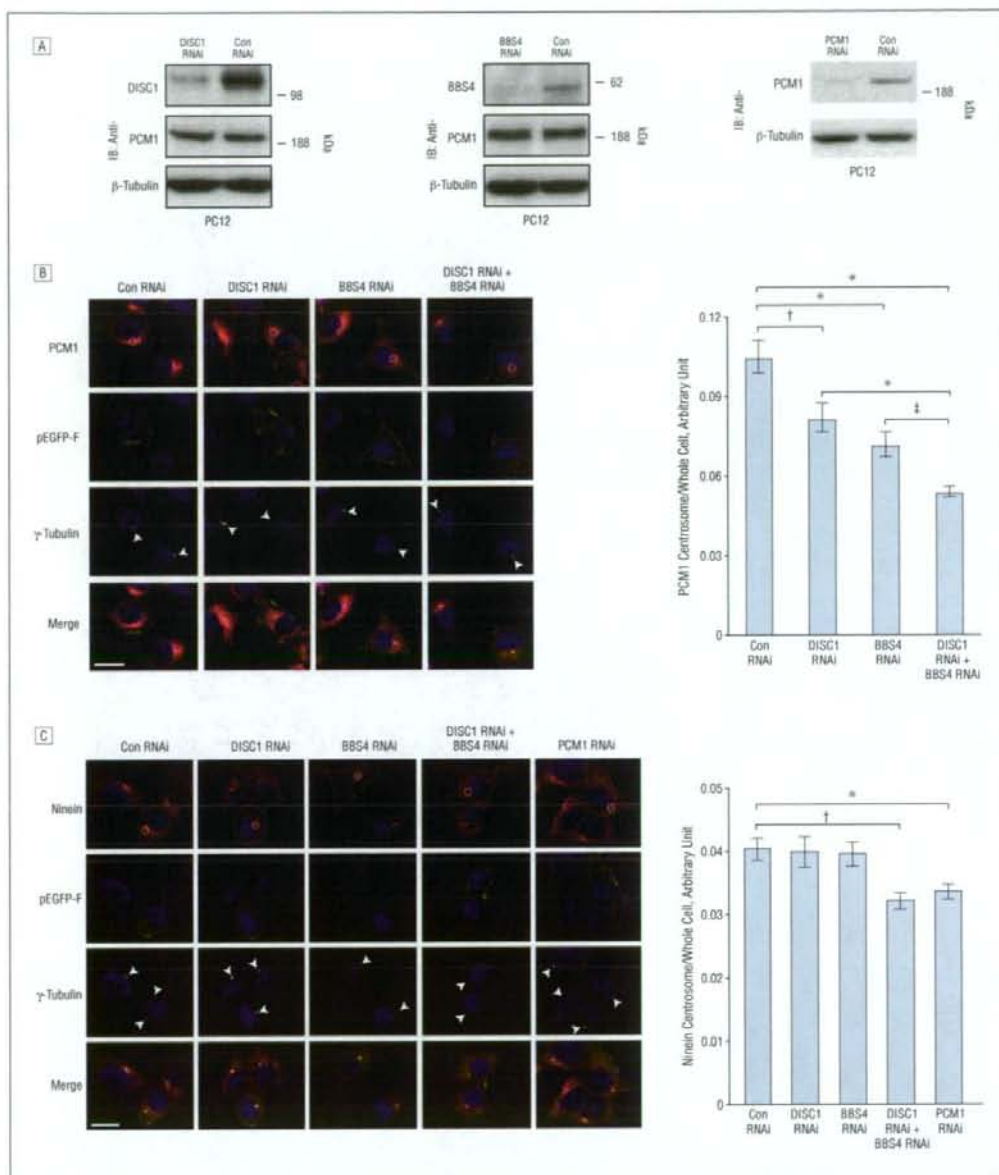 A
DISC1 RNAi
Con RNAi
DISC1
98
PCM1
188
β-Tubulin
IB: Anti-
kDa
PC12
BBS4 RNAi
Con RNAi
BBS4
62
PCM1
188
β-Tubulin
IB: Anti-
kDa
PC12
PCM1 RNAi
Con RNAi
PCM1
188
β-Tubulin
IB: Anti-
kDa
PC12
B
Con RNAi
DISC1 RNAi
BBS4 RNAi
DISC1 RNAi +
BBS4 RNAi
PCM1
pEGFP-F
γ-Tubulin
Merge
PCM1 Centrosome/Whole Cell, Arbitrary Unit
0.12
0.09
0.06
0.03
0
*
*
†
*
‡
Con
RNAi
DISC1
RNAi
BBS4
RNAi
DISC1
RNAi +
BBS4 RNAi
C
Con RNAi
DISC1 RNAi
BBS4 RNAi
DISC1 RNAi +
BBS4 RNAi
PCM1 RNAi
Ninein
pEGFP-F
γ-Tubulin
Merge
Ninein Centrosome/Whole Cell, Arbitrary Unit
0.05
0.04
0.03
0.02
0.01
0
*
†
Con
RNAi
DISC1
RNAi
BBS4
RNAi
DISC1
RNAi +
BBS4 RNAi
PCM1
RNAi